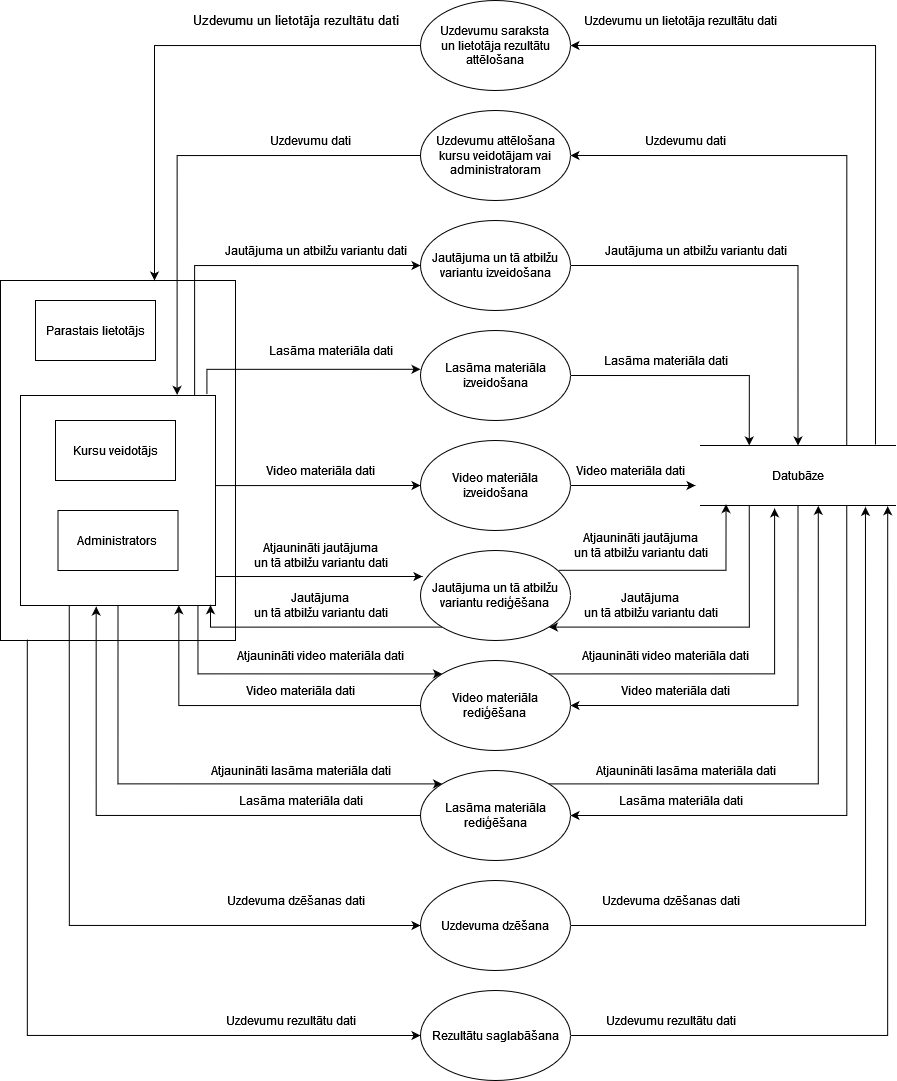 Uzdevumu un lietotāja rezultātu dati
Uzdevumu saraksta
un lietotāja rezultātu
attēlošana
Uzdevumu un lietotāja rezultātu dati
Uzdevumu dati
Uzdevumu attēlošana
kursu veidotājam vai
administratoram
Uzdevumu dati
Jautājuma un atbilžu variantu dati
Jautājuma un tā atbilžu
variantu izveidošana
Jautājuma un atbilžu variantu dati
Parastais lietotājs
Lasāma materiāla dati
Lasāma materiāla
izveidošana
Lasāma materiāla dati
Kursu veidotājs
Video materiāla dati
Video materiāla
izveidošana
Video materiāla dati
Datubāze
Administrators
Atjaunināti jautājuma
un tā atbilžu variantu dati
Jautājuma un tā atbilžu
variantu rediģēšana
Atjaunināti jautājuma
un tā atbilžu variantu dati
Jautājuma
un tā atbilžu variantu dati
Jautājuma
un tā atbilžu variantu dati
Atjaunināti video materiāla dati
Video materiāla dati
Video materiāla
rediģēšana
Atjaunināti video materiāla dati
Video materiāla dati
Atjaunināti lasāma materiāla dati
Lasāma materiāla dati
Lasāma materiāla
rediģēšana
Atjaunināti lasāma materiāla dati
Lasāma materiāla dati
Uzdevuma dzēšanas dati
Uzdevuma dzēšana
Uzdevuma dzēšanas dati
Uzdevumu rezultātu dati
Rezultātu saglabāšana
Uzdevumu rezultātu dati